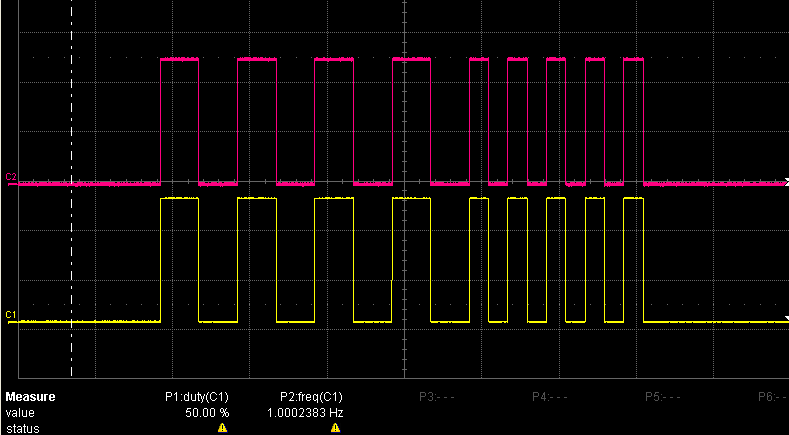 C2
C1
Measure P1:duty(C1) P2:freq(C1) P3:- - - P4:- - - P5:- - - P6:- -
value 50.00 % 1.0002383 Hz
status